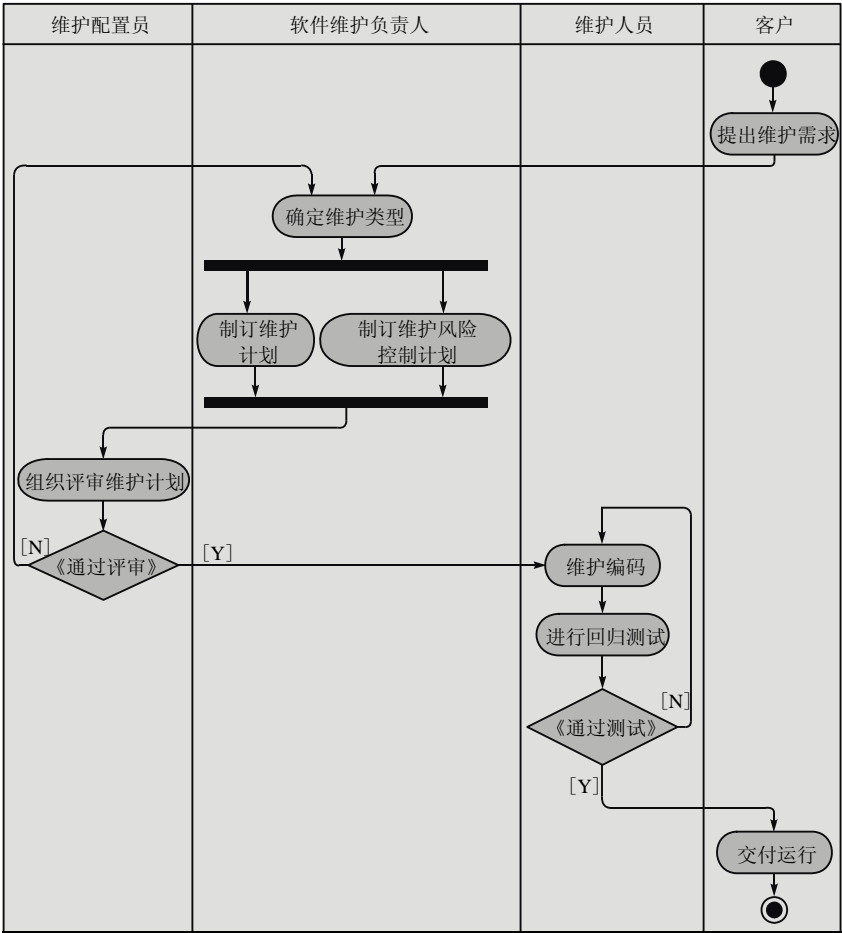 维护配置员
软件维护负责人
维护人员
客户
提出维护需求
确定维护类型
制订维护
计划
制订维护风险
控制计划
组织评审维护计划
[N]
《通过评审》
[Y]
维护编码
进行回归测试
[N]
《通过测试》
[Y]
交付运行